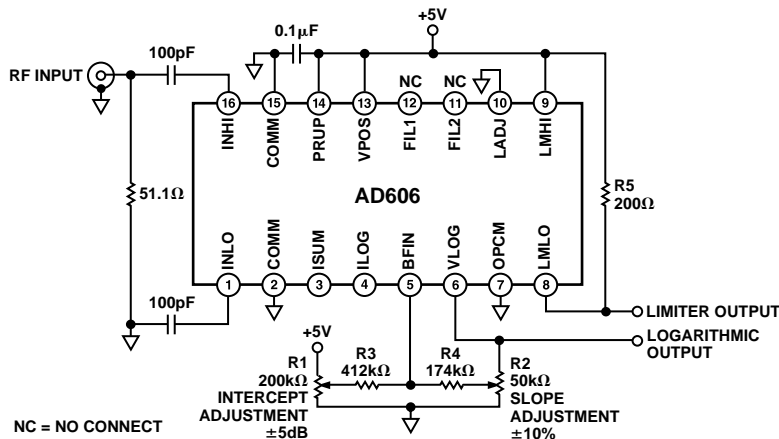 +5V
0.1μF
100pF
RF INPUT
NC
NC
16 15 14 13 12 11 10 9
INHI COMM PRUP VPOS FIL1 FIL2 LADJ LMHI
51.1Ω
AD606
R5
200Ω
INLO COMM ISUM ILOG BFIN VLOG OPCM LMLO
1 2 3 4 5 6 7 8
100pF
LIMITER OUTPUT
LOGARITHMIC
OUTPUT
+5V
R1
200kΩ
INTERCEPT
ADJUSTMENT
±5dB
R3
412kΩ
R4
174kΩ
R2
50kΩ
SLOPE
ADJUSTMENT
±10%
NC = NO CONNECT